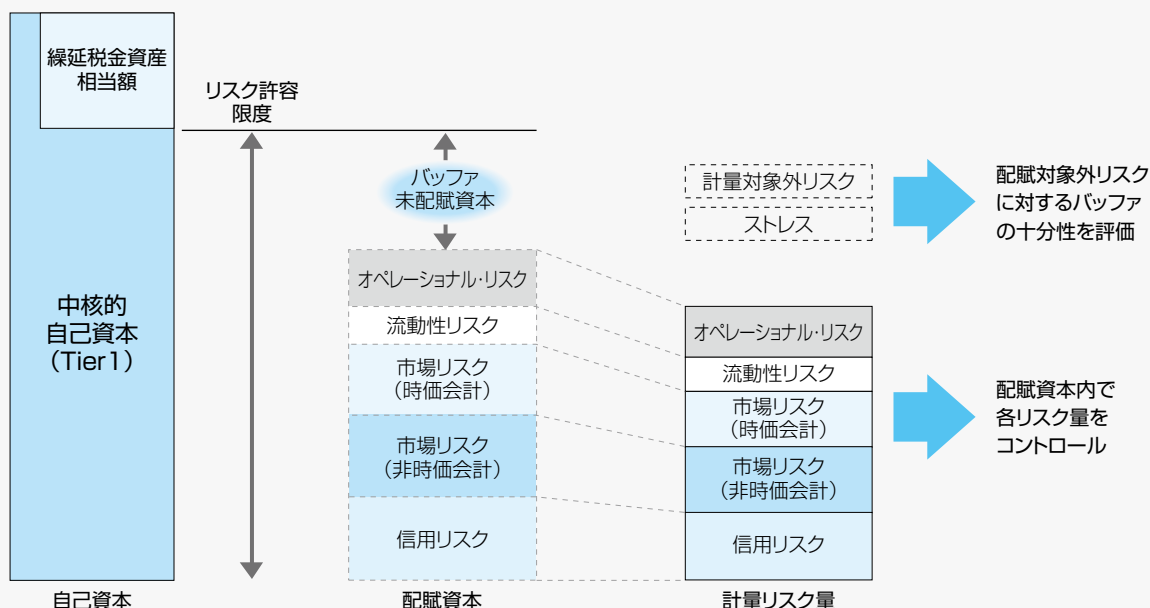 繰延税金資産
相当額
中核的
自己資本
（Tier1）
自己資本
リスク許容
限度
バッファ
未配賦資本
オペレーショナル・リスク
流動性リスク
市場リスク
（時価会計）
市場リスク
（非時価会計）
信用リスク
配賦資本
計量対象外リスク
ストレス
オペレーショナル・リスク
流動性リスク
市場リスク
（時価会計）
市場リスク
（非時価会計）
信用リスク
計量リスク量
配賦対象外リスク
に対するバッファ
の十分性を評価
配賦資本内で
各リスク量を
コントロール